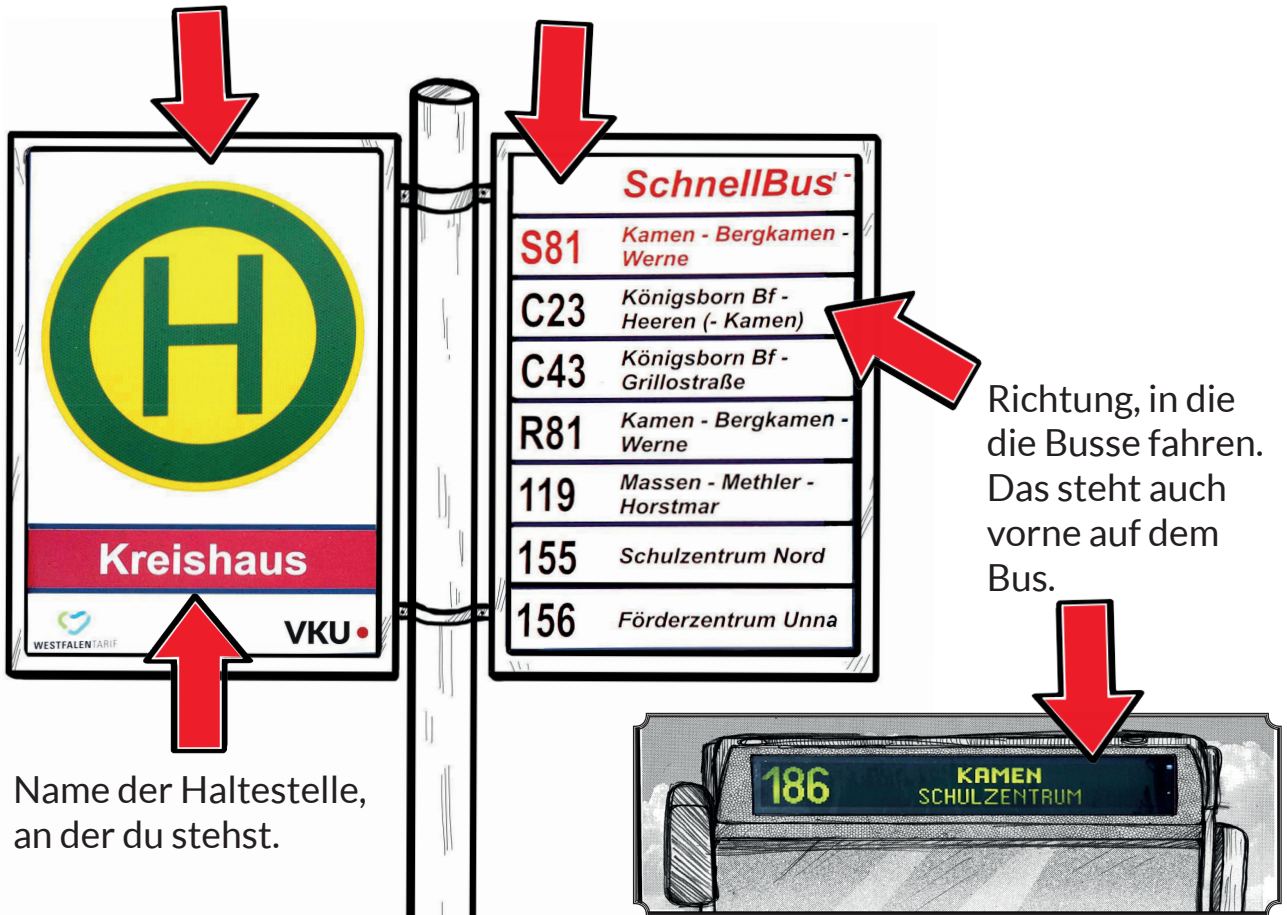 H
Kreishaus
WESTFALENTARIF
VKU
SchnellBus
S81 Kamen - Bergkamen -
Werne
C23 Königsborn Bf -
Heeren (- Kamen)
C43 Königsborn Bf -
Grillostraße
R81 Kamen - Bergkamen -
Werne
119 Massen - Methler -
Horstmar
155 Schulzentrum Nord
156 Förderzentrum Unna
Richtung, in die
die Busse fahren.
Das steht auch
vorne auf dem
Bus.
Name der Haltestelle,
an der du stehst.
186 KAMEN
SCHULZENTRUM